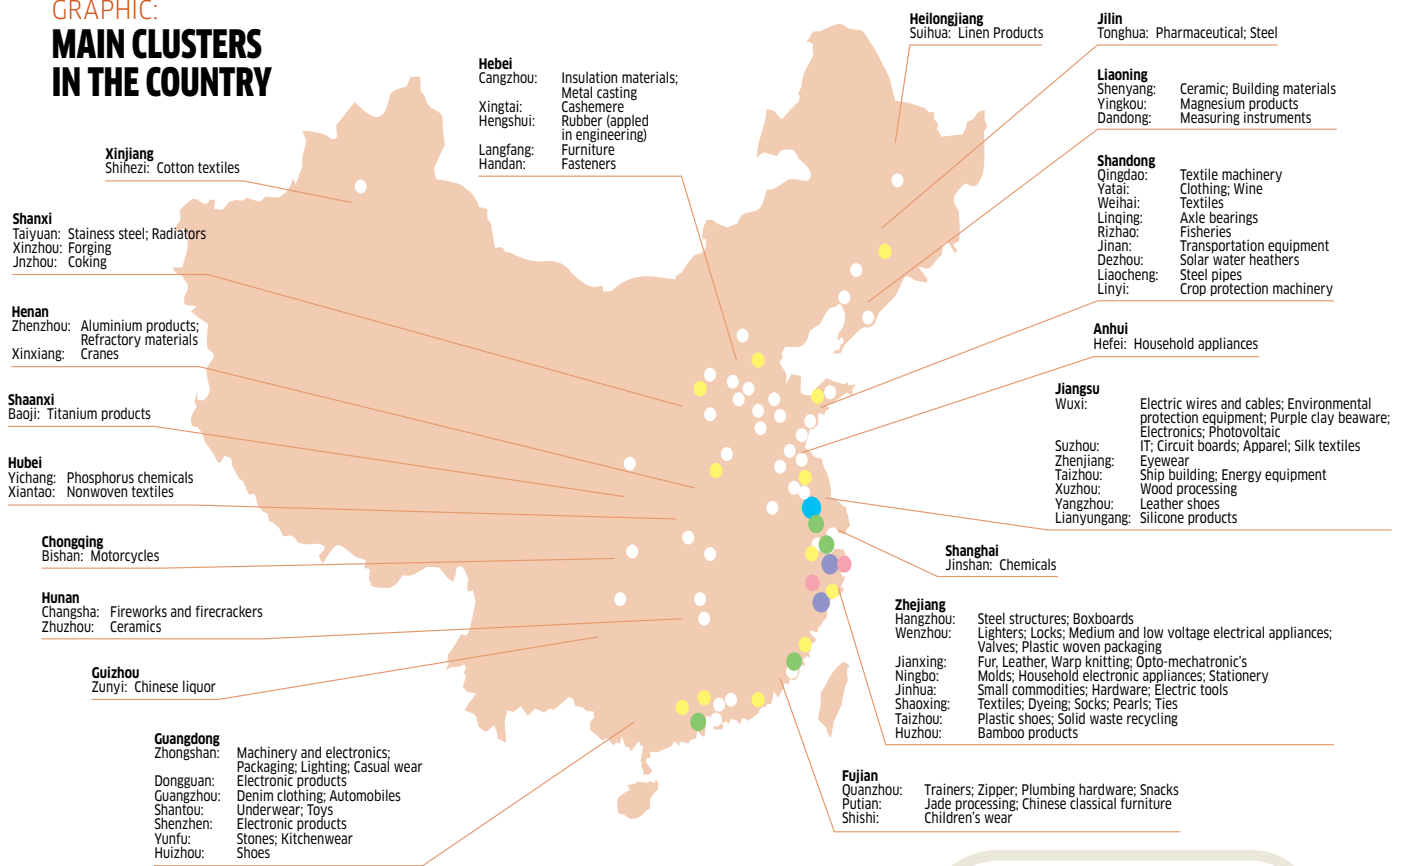 GRAPHIC:
MAIN CLUSTERS
IN THE COUNTRY
Xinjiang
Shihezi: Cotton textiles
Shanxi
Taiyuan: Stainess steel; Radiators
Xinzhou: Forging
Jnzhou: Coking
Henan
Zhenzhou: Aluminium products;
Refractory materials
Xinxiang: Cranes
Shaanxi
Baoji: Titanium products
Hubei
Yichang: Phosphorus chemicals
Xiantao: Nonwoven textiles
Chongqing
Bishan: Motorcycles
Hunan
Changsha: Fireworks and firecrackers
Zhuzhou: Ceramics
Guizhou
Zunyi: Chinese liquor
Guangdong
Zhongshan: Machinery and electronics;
Packaging; Lighting; Casual wear
Dongguan: Electronic products
Guangzhou: Denim clothing; Automobiles
Shantou: Underwear; Toys
Shenzhen: Electronic products
Yunfu: Stones; Kitchenwear
Huizhou: Shoes
Hebei
Cangzhou: Insulation materials;
Metal casting
Xingtai: Cashemere
Hengshui: Rubber (appled
in engineering)
Langfang: Furniture
Handan: Fasteners
Heilongjiang
Suihua: Linen Products
Jilin
Tonghua: Pharmaceutical; Steel
Liaoning
Shenyang: Ceramic; Building materials
Yingkou: Magnesium products
Dandong: Measuring instruments
Shandong
Qingdao: Textile machinery
Yatai: Clothing; Wine
Weihai: Textiles
Linqing: Axle bearings
Rizhao: Fisheries
Jinan: Transportation equipment
Dezhou: Solar water heathers
Liaocheng: Steel pipes
Linyi: Crop protection machinery
Anhui
Hefei: Household appliances
Jiangsu
Wuxi: Electric wires and cables; Environmental
protection equipment; Purple clay beaware;
Electronics; Photovoltaic
Suzhou: IT; Circuit boards; Apparel; Silk textiles
Zhenjiang: Eyewear
Taizhou: Ship building; Energy equipment
Xuzhou: Wood processing
Yangzhou: Leather shoes
Lianyungang: Silicone products
Shanghai
Jinshan: Chemicals
Zhejiang
Hangzhou: Steel structures; Boxboards
Wenzhou: Lighters; Locks; Medium and low voltage electrical appliances;
Valves; Plastic woven packaging
Jianxing: Fur, Leather, Warp knitting; Opto-mechatronic's
Ningbo: Molds; Household electronic appliances; Stationery
Jinhua: Small commodities; Hardware; Electric tools
Shaoxing: Textiles; Dyeing; Socks; Pearls; Ties
Taizhou: Plastic shoes; Solid waste recycling
Huzhou: Bamboo products
Fujian
Quanzhou: Trainers; Zipper; Plumbing hardware; Snacks
Putian: Jade processing; Chinese classical furniture
Shishi: Children's wear